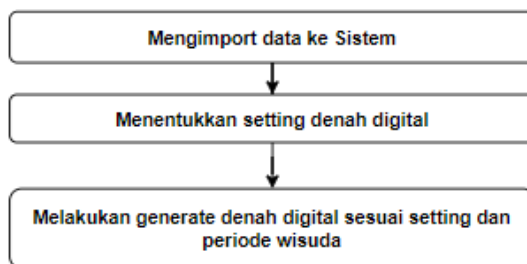 Mengimport data ke Sistem
Menentukkan setting denah digital
Melakukan generate denah digital sesuai setting dan
periode wisuda